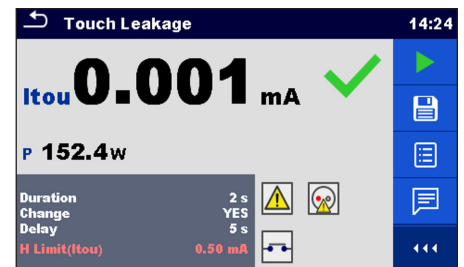 Touch Leakage 14:24
Itou 0.001 mA
P 152.4w
Duration 2 s
Change YES
Delay 5 s
H Limit(Itou) 0.50 mA